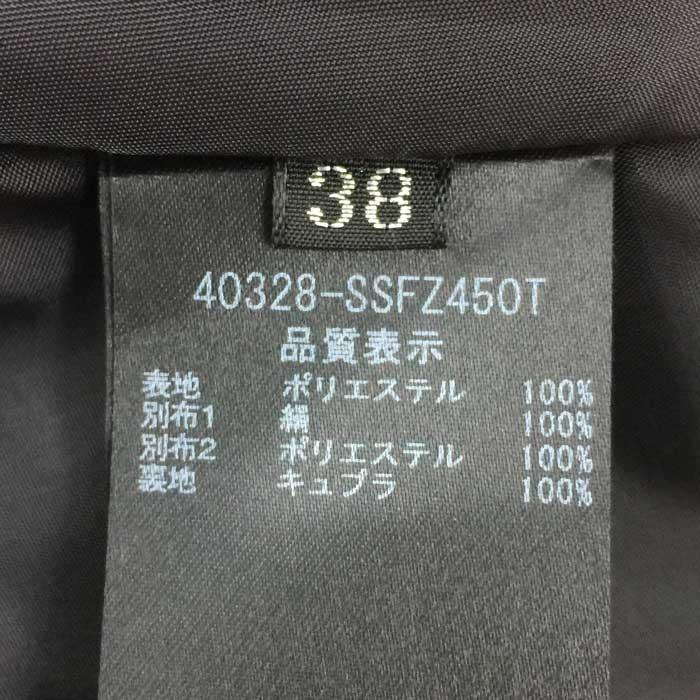 38
40328-SSFZ450T
品質表示
表地 ポリエステル 100%
別布1 絹 100%
別布2 ポリエステル 100%
裏地 キュプラ 100%